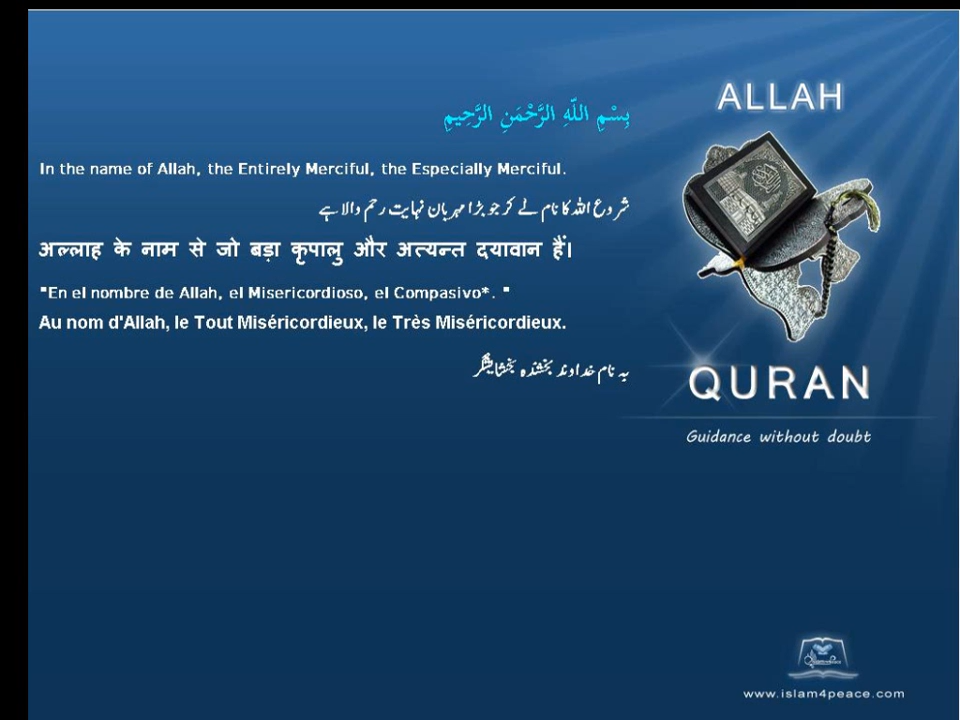 بِسْمِ اللّهِ الرَّحْمَنِ الرَّحِيمِ
In the name of Allah, the Entirely Merciful, the Especially Merciful.
شروع الله کا نام لے کر جو بڑا مہربان نہایت رحم والا ہے
अल्लाह के नाम से जो बड़ा कृपालु और अत्यन्त दयावान हैं।
"En el nombre de Allah, el Misericordioso, el Compasivo*. "
Au nom d'Allah, le Tout Miséricordieux, le Très Miséricordieux.
به نام خداوند بخشنده بخشایشگر
ALLAH
QURAN
Guidance without doubt
www.islam4peace.com